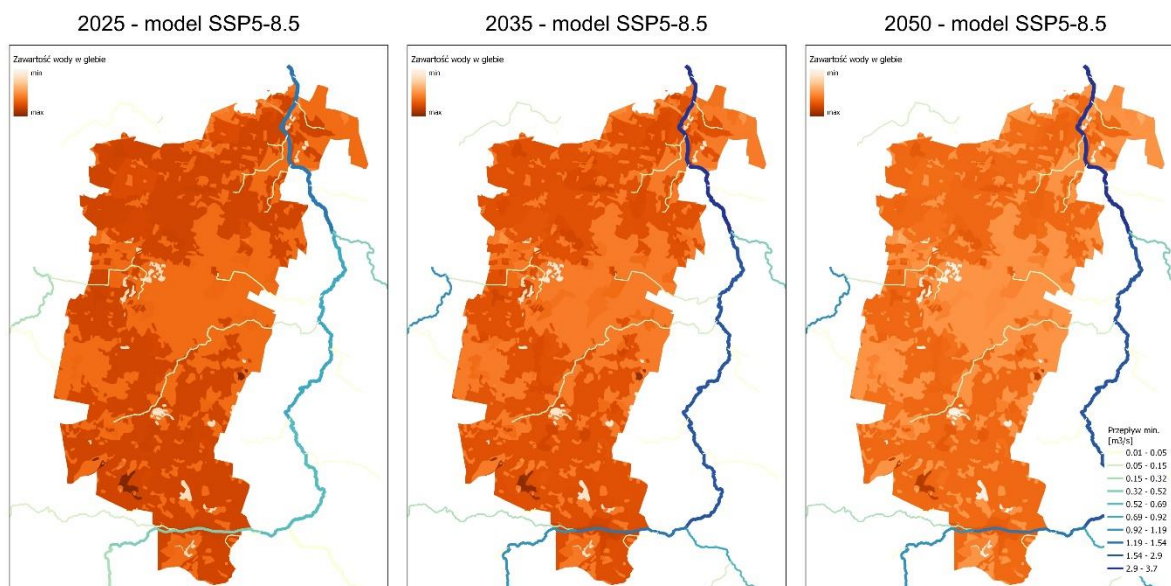 2025 - model SSP5-8.5
2035 - model SSP5-8.5
2050 - model SSP5-8.5
Zawartość wody w glebie
min
max
Zawartość wody w glebie
min
max
Zawartość wody w glebie
min
max
Przepływ min.
[m3/s]
0.01 - 0.05
0.05 - 0.15
0.15 - 0.32
0.32 - 0.52
0.52 - 0.69
0.69 - 0.92
0.92 - 1.19
1.19 - 1.54
1.54 - 2.9
2.9 - 3.7